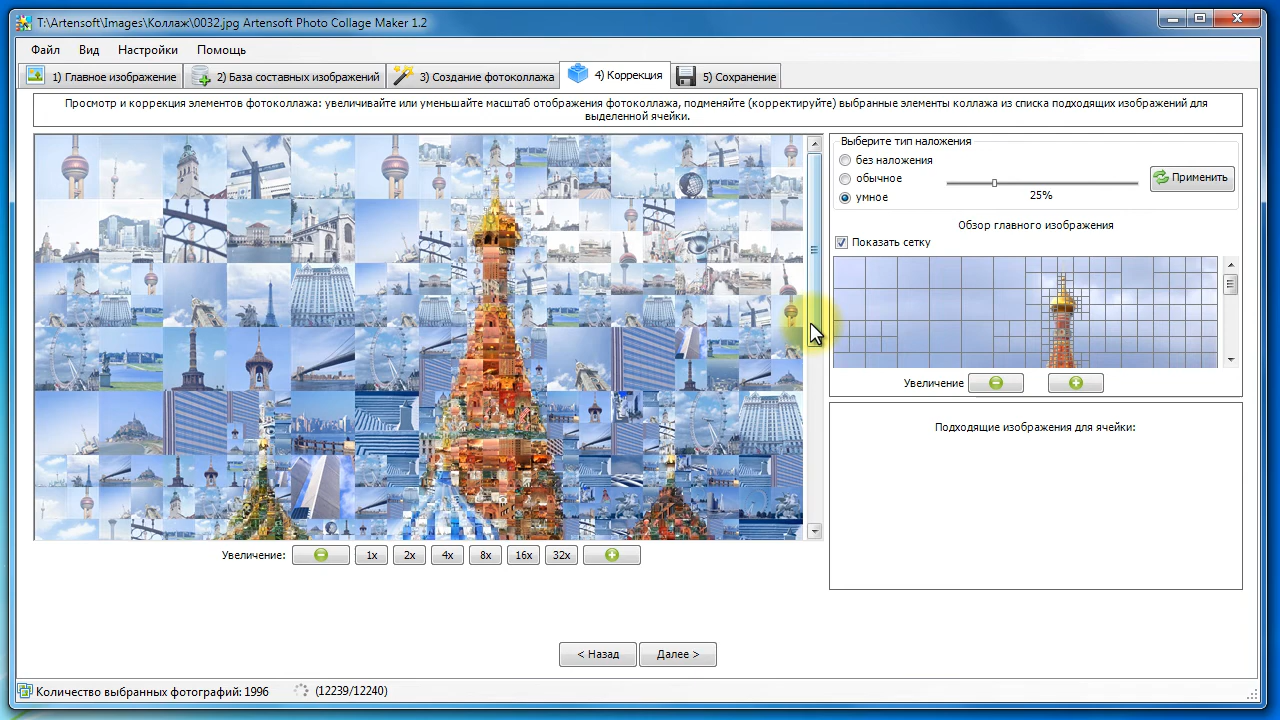 T:\Artensoft\Images\Коллаж\0032.jpg Artensoft Photo Collage Maker 1.2
Файл Вид Настройки Помощь
1) Главное изображение 2) База составных изображений 3) Создание фотоколлажа 4) Коррекция 5) Сохранение
Просмотр и коррекция элементов фотоколлажа: увеличивайте или уменьшайте масштаб отображения фотоколлажа, подменяйте (корректируйте) выбранные элементы коллажа из списка подходящих изображений для
выделенной ячейки.
Выберите тип наложения
без наложения
обычное
Применить
25%
умное
Обзор главного изображения
Показать сетку
Увеличение
Подходящие изображения для ячейки:
Увеличение: 1x 2x 4x 8x 16x 32x
< Назад Далее >
Количество выбранных фотографий: 1996 (12239/12240)